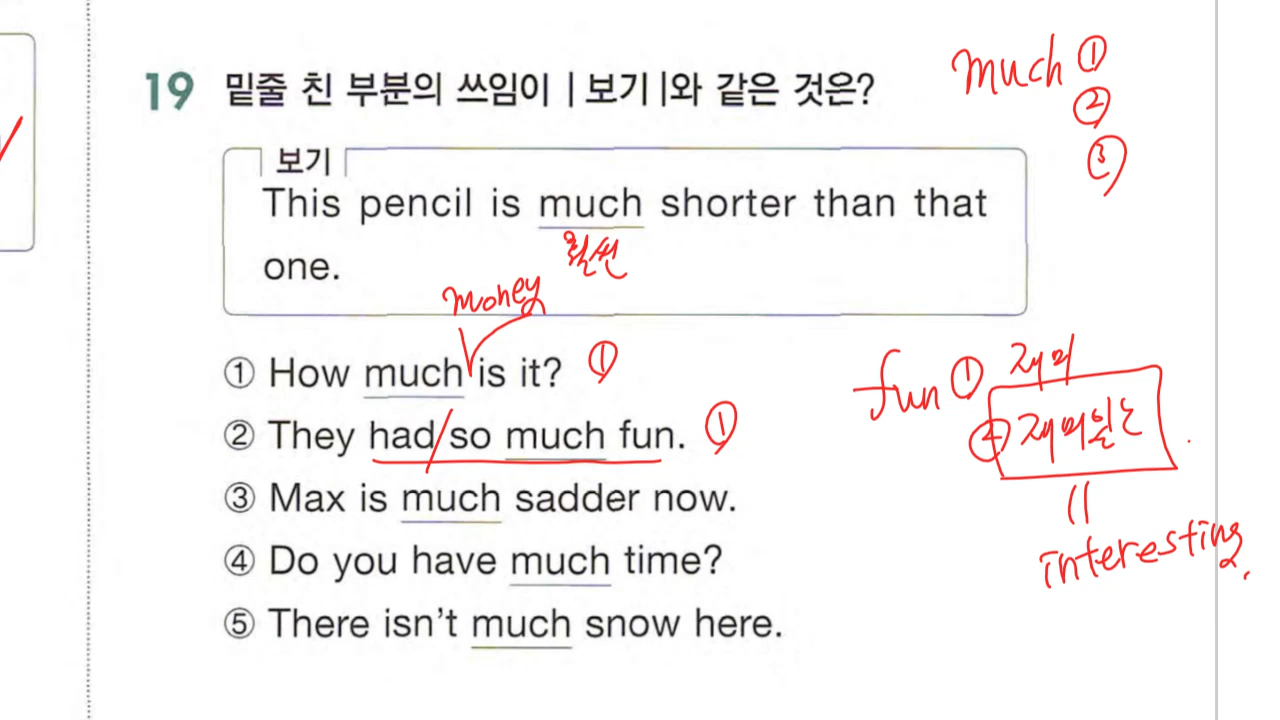 19 밑줄 친 부분의 쓰임이 |보기|와 같은 것은?
much ①
②
③
보기
This pencil is much shorter than that
훨씬
one.
money
① How much is it? ①
② They had/so much fun. ①
fun ① 재미
② 재미있는
||
interesting.
③ Max is much sadder now.
④ Do you have much time?
⑤ There isn't much snow here.